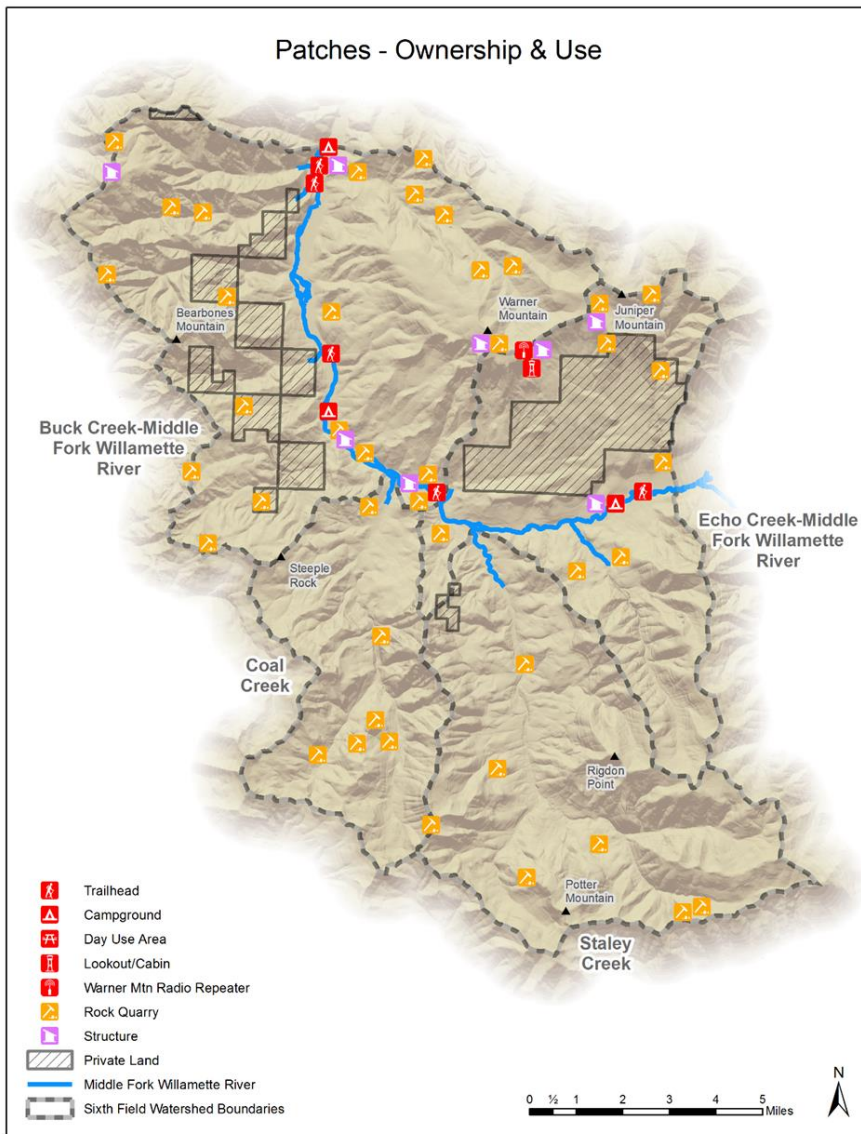 Patches - Ownership & Use
Bearbones
Mountain
Warner
Mountain
Juniper
Mountain
Buck Creek-Middle
Fork Willamette
River
Echo Creek-Middle
Fork Willamette
River
Steeple
Rock
Coal
Creek
Rigdon
Point
Potter
Mountain
Staley
Creek
Trailhead
Campground
Day Use Area
Lookout/Cabin
Warner Mtn Radio Repeater
Rock Quarry
Structure
Private Land
Middle Fork Willamette River
Sixth Field Watershed Boundaries
0 ½ 1 2 3 4 5
Miles
N